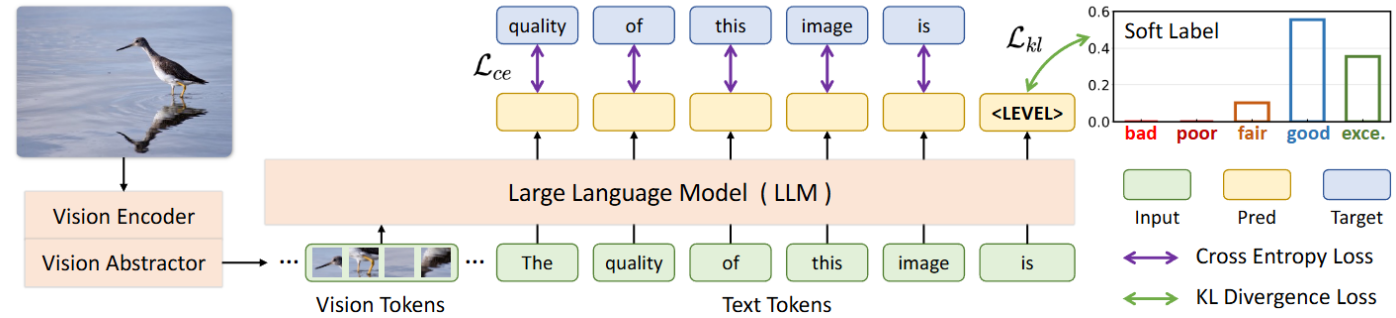 quality of this image is
ℒce
ℒkl
<LEVEL>
Soft Label
0.6
0.4
0.2
0.0
bad poor fair good exce.
Large Language Model ( LLM )
Vision Encoder
Vision Abstractor
... ...
The quality of this image is
Vision Tokens
Text Tokens
Input Pred Target
Cross Entropy Loss
KL Divergence Loss